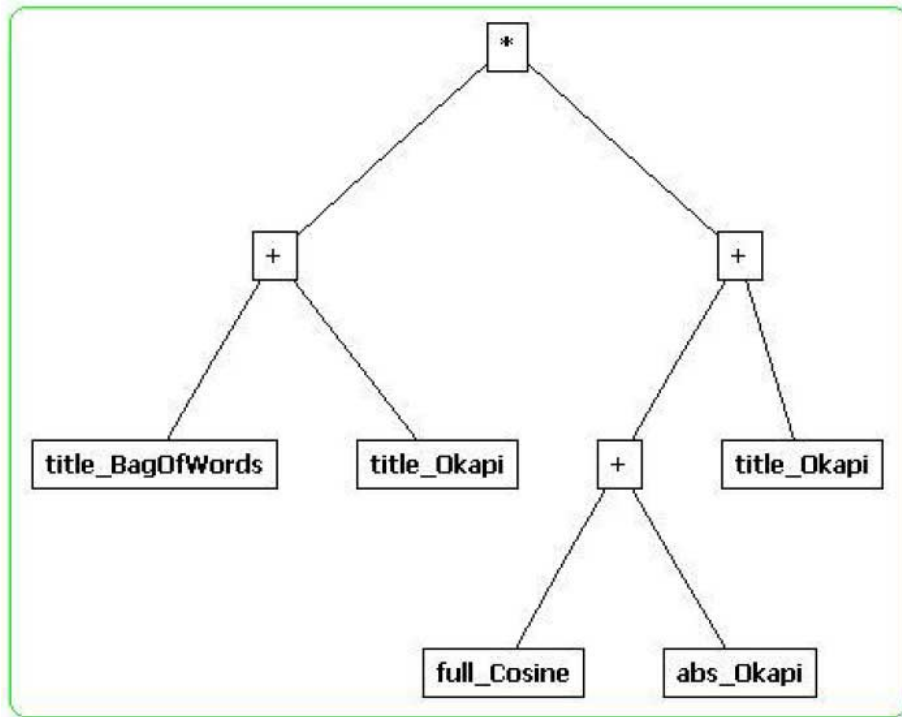 *
+
+
title_BagOfWords
title_Okapi
+
title_Okapi
full_Cosine
abs_Okapi